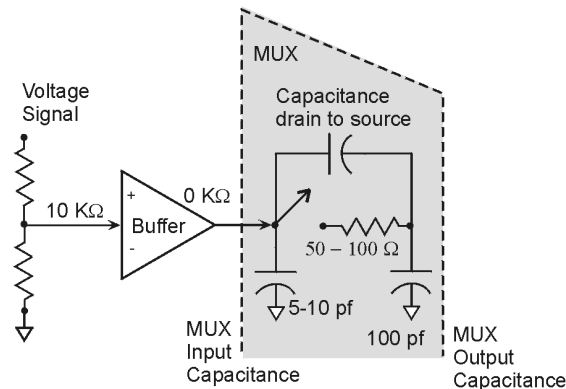 MUX
Voltage
Signal
Capacitance
drain to source
10 KΩ
0 KΩ
+
Buffer
-
50 – 100 Ω
5-10 pf
100 pf
MUX
Input
Capacitance
MUX
Output
Capacitance